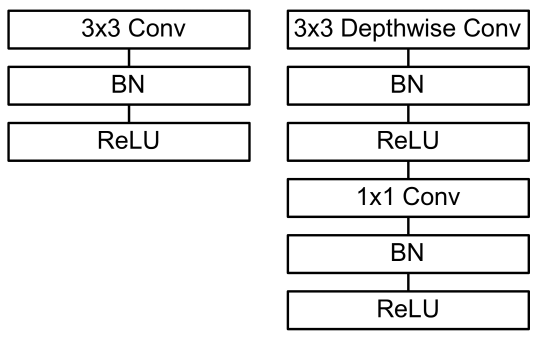 3x3 Conv
BN
ReLU
3x3 Depthwise Conv
BN
ReLU
1x1 Conv
BN
ReLU